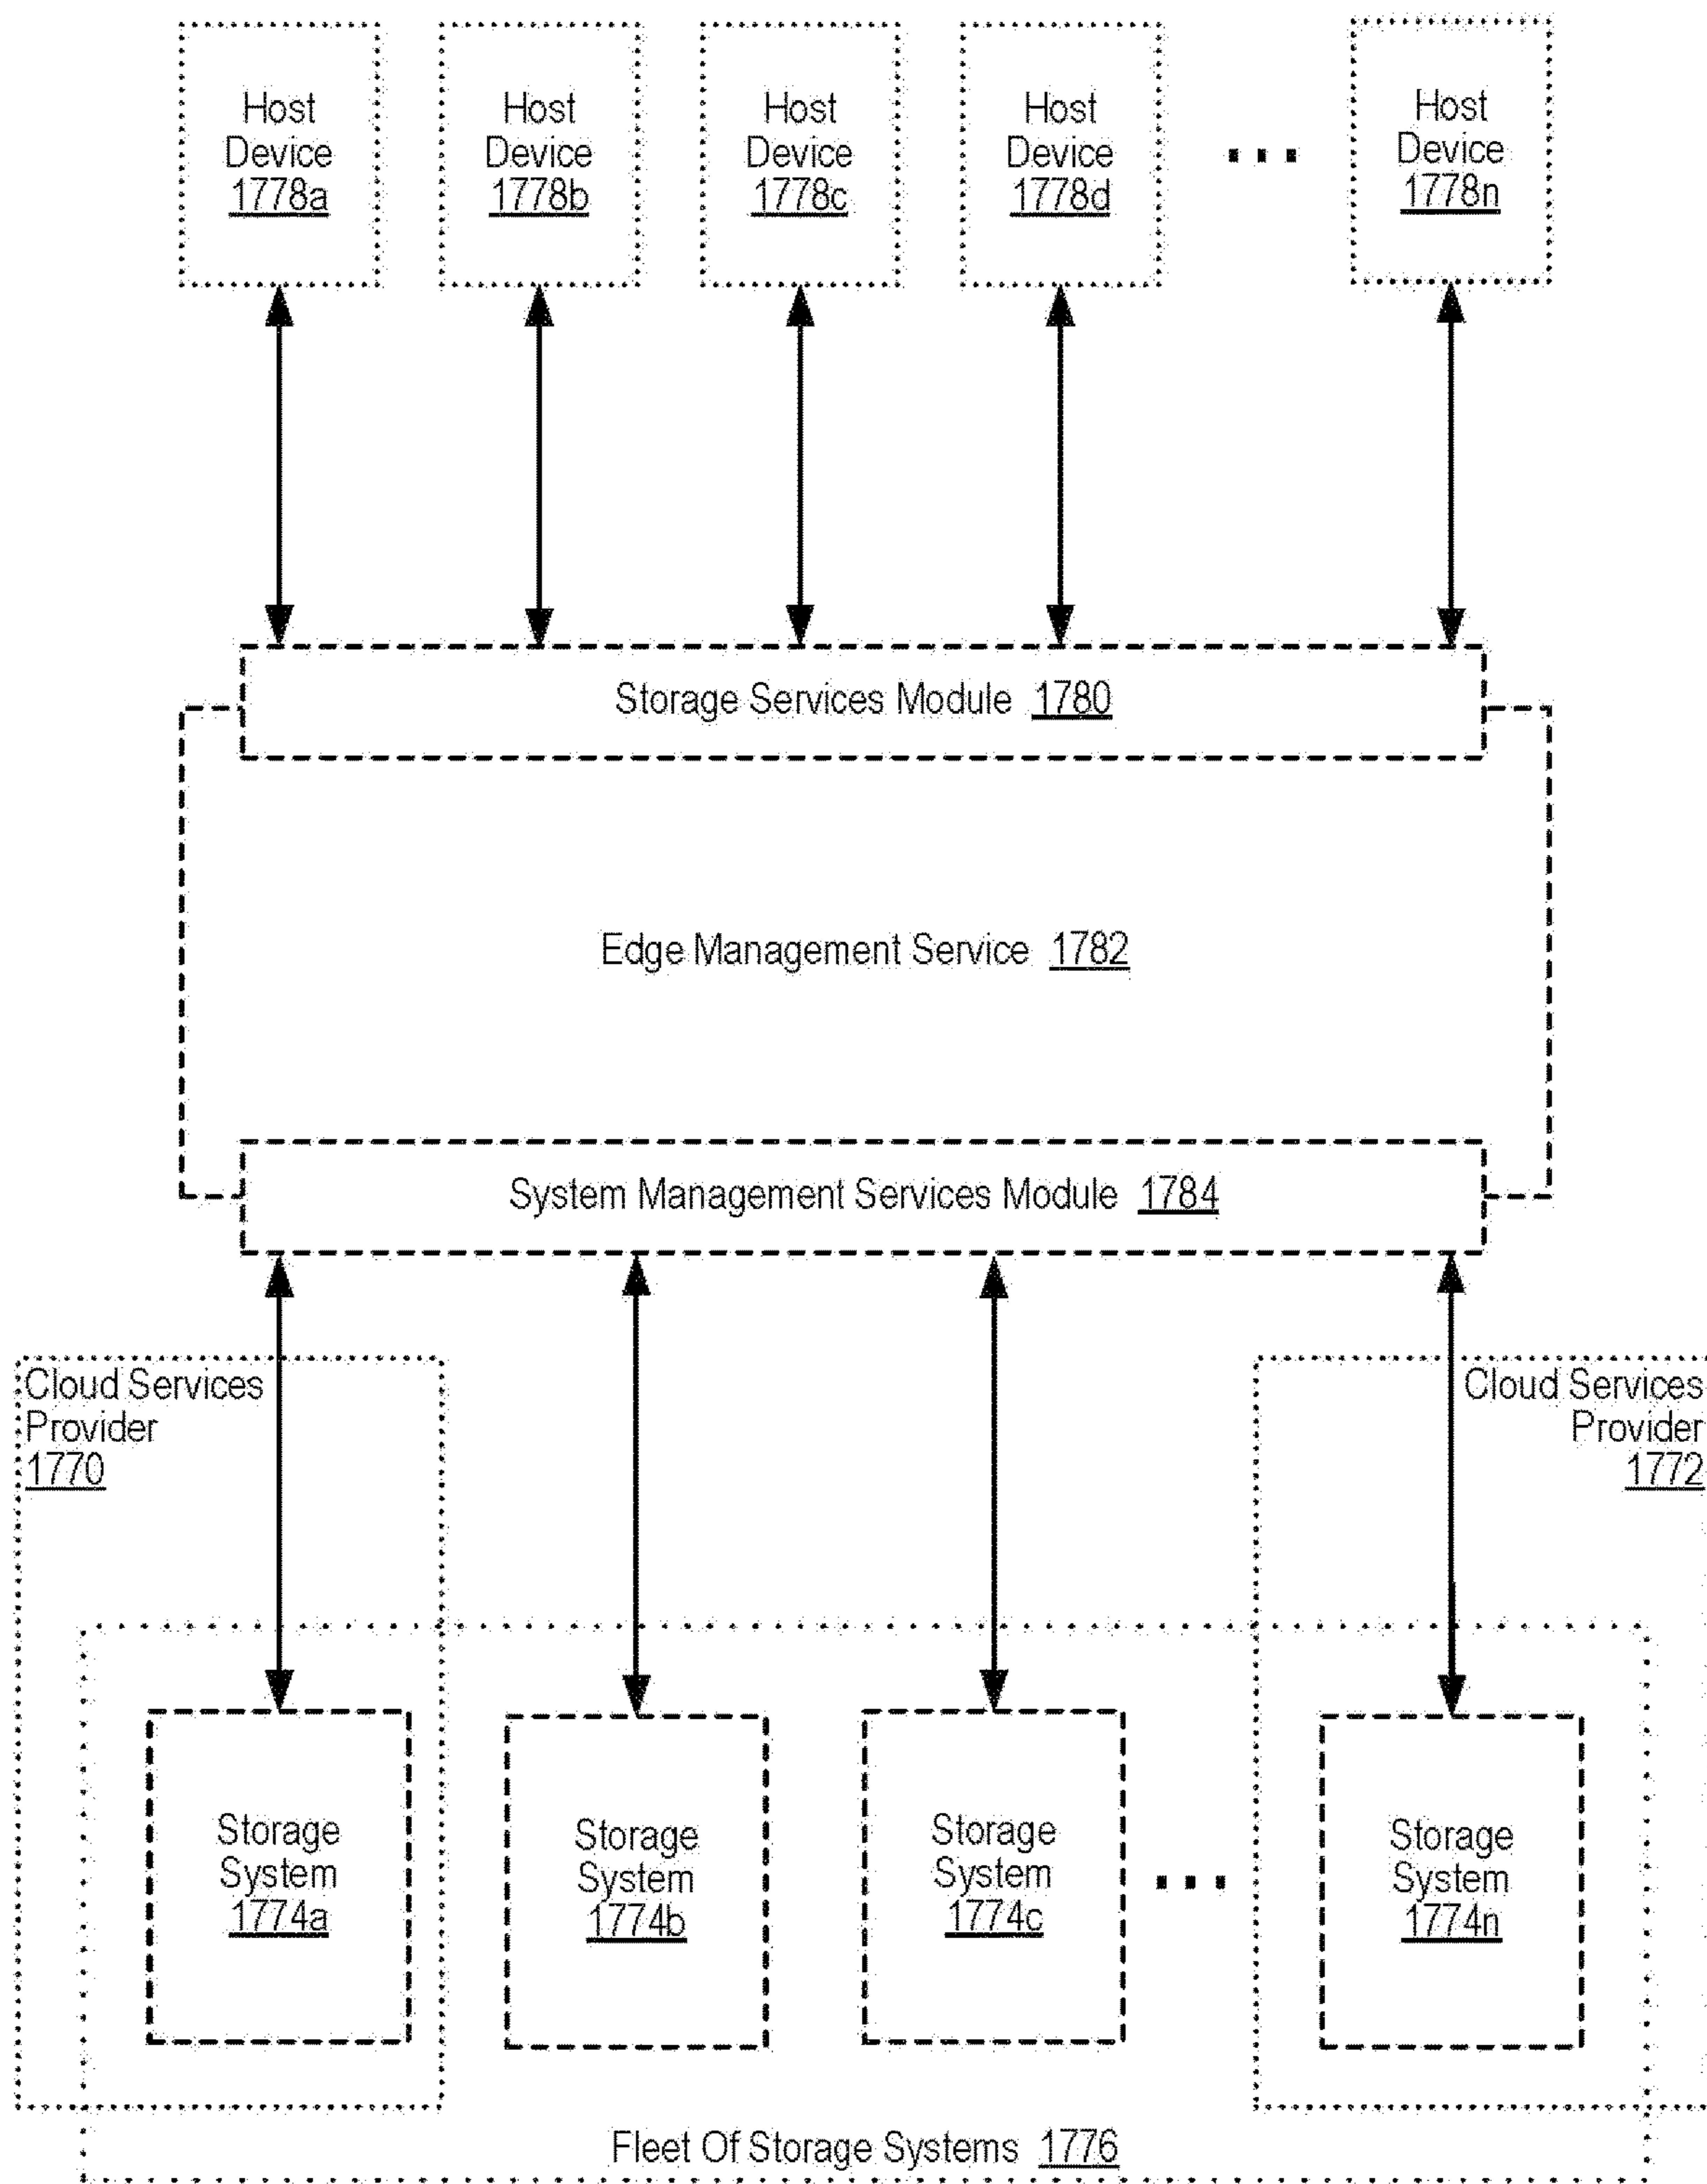 Host
Device
1778a
Host
Device
1778b
Host
Device
1778c
Host
Device
1778d
...
Host
Device
1778n
Storage Services Module 1780
Edge Management Service 1782
System Management Services Module 1784
Cloud Services
Provider
1770
Cloud Services
Provider
1772
Storage
System
1774a
Storage
System
1774b
Storage
System
1774c
...
Storage
System
1774n
Fleet Of Storage Systems 1776